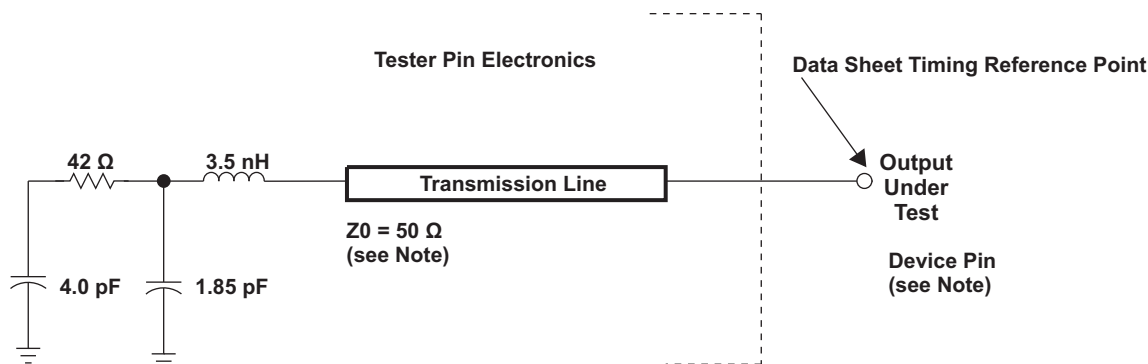 Tester Pin Electronics
Data Sheet Timing Reference Point
42 Ω
3.5 nH
Transmission Line
Output
Under
Test
Z0 = 50 Ω
(see Note)
Device Pin
(see Note)
4.0 pF
1.85 pF